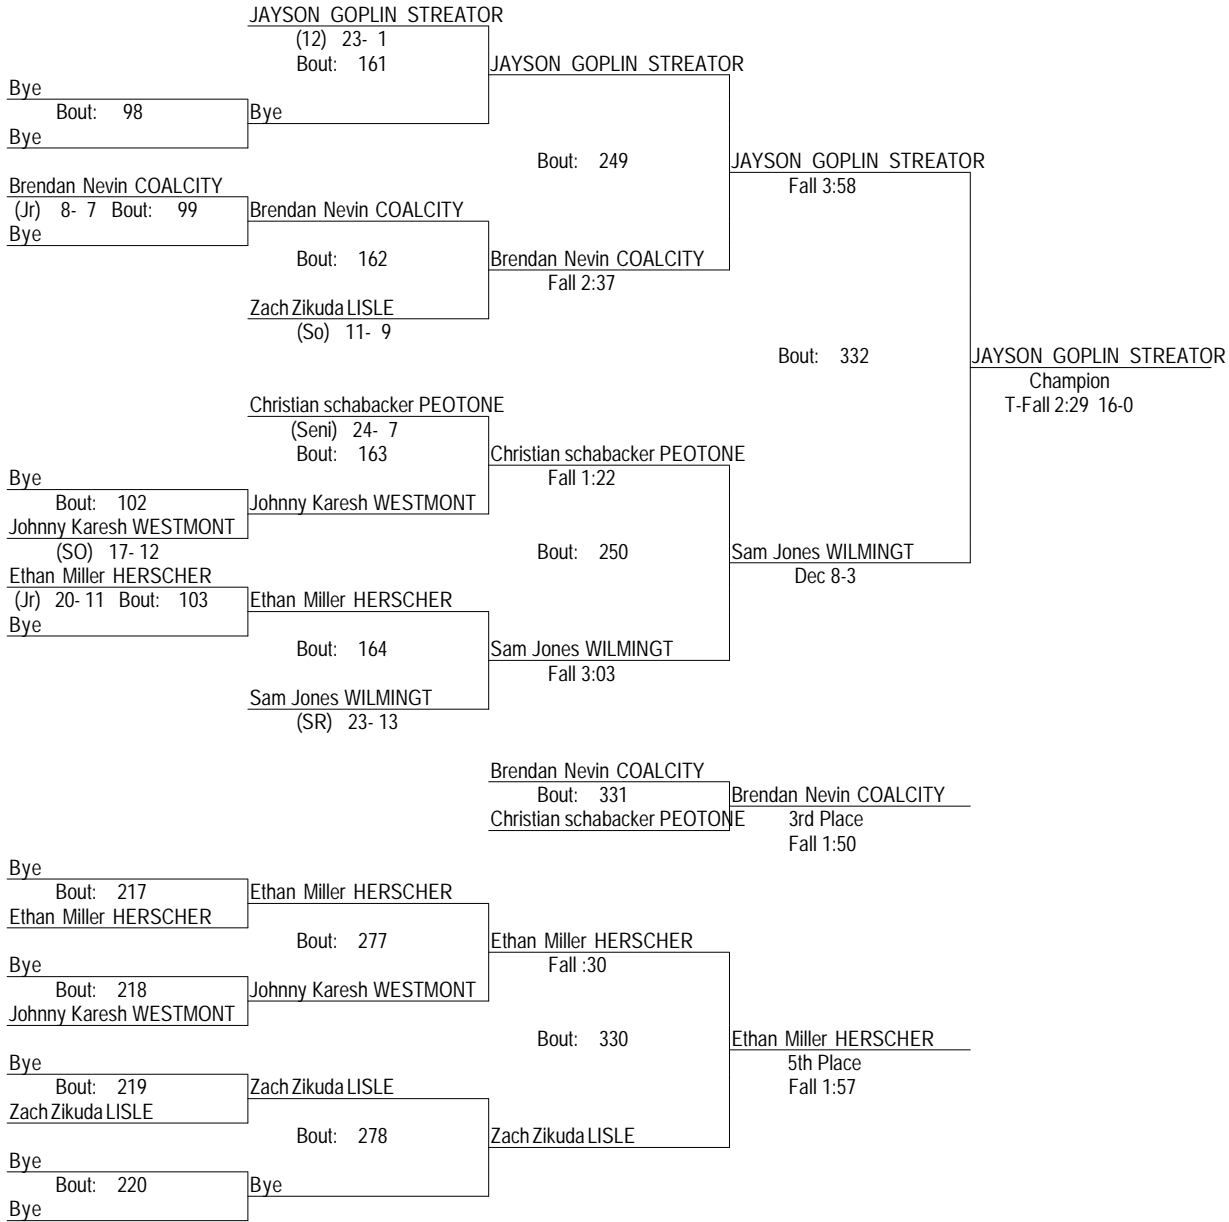 JAYSON GOPLIN STREATOR
(12) 23- 1
Bout: 161
JAYSON GOPLIN STREATOR
Bye
Bout: 98
Bye
Bye
Bout: 249
JAYSON GOPLIN STREATOR
Fall 3:58
Brendan Nevin COALCITY
(Jr) 8- 7 Bout: 99
Brendan Nevin COALCITY
Bye
Bout: 162
Brendan Nevin COALCITY
Fall 2:37
Zach Zikuda LISLE
(So) 11- 9
Bout: 332
JAYSON GOPLIN STREATOR
Champion
T-Fall 2:29 16-0
Christian schabacker PEOTONE
(Seni) 24- 7
Bout: 163
Christian schabacker PEOTONE
Fall 1:22
Bye
Bout: 102
Johnny Karesh WESTMONT
Johnny Karesh WESTMONT
(SO) 17- 12
Bout: 250
Sam Jones WILMINGT
Dec 8-3
Ethan Miller HERSCHER
(Jr) 20- 11 Bout: 103
Ethan Miller HERSCHER
Bye
Bout: 164
Sam Jones WILMINGT
Fall 3:03
Sam Jones WILMINGT
(SR) 23- 13
Brendan Nevin COALCITY
Bout: 331
Brendan Nevin COALCITY
Christian schabacker PEOTONE
3rd Place
Fall 1:50
Bye
Bout: 217
Ethan Miller HERSCHER
Ethan Miller HERSCHER
Bout: 277
Ethan Miller HERSCHER
Fall :30
Bye
Bout: 218
Johnny Karesh WESTMONT
Johnny Karesh WESTMONT
Bout: 330
Ethan Miller HERSCHER
5th Place
Fall 1:57
Bye
Bout: 219
Zach Zikuda LISLE
Zach Zikuda LISLE
Bout: 278
Zach Zikuda LISLE
Bye
Bout: 220
Bye
Bye